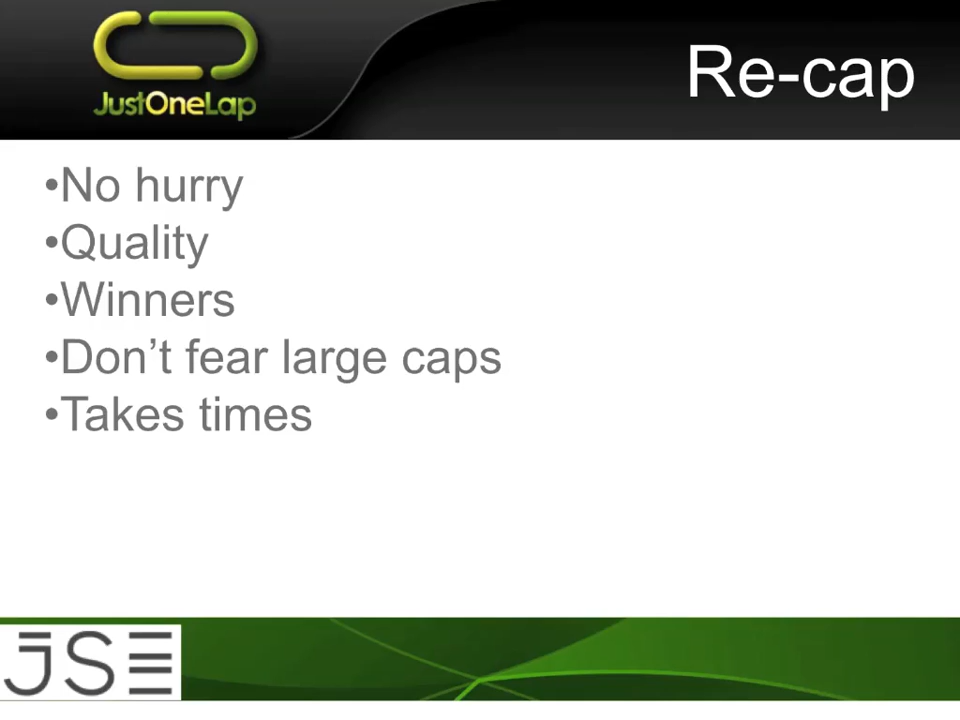 JustOneLap
Re-cap
•No hurry
•Quality
•Winners
•Don’t fear large caps
•Takes times
JSE